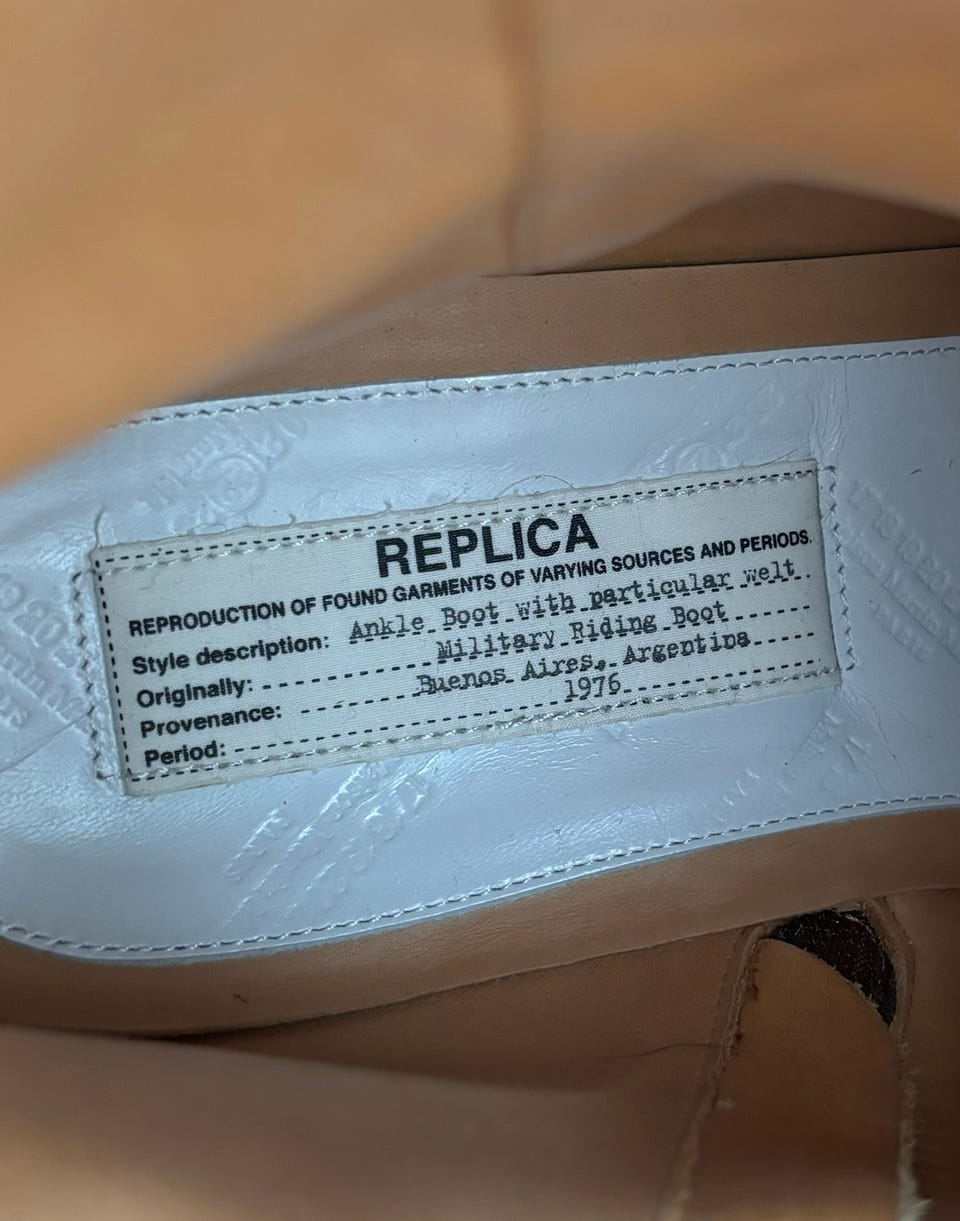 REPLICA
REPRODUCTION OF FOUND GARMENTS OF VARYING SOURCES AND PERIODS.
Style description: Ankle Boot with particular welt
Originally: Military Riding Boot
Provenance: Buenos Aires, Argentina
Period: 1976